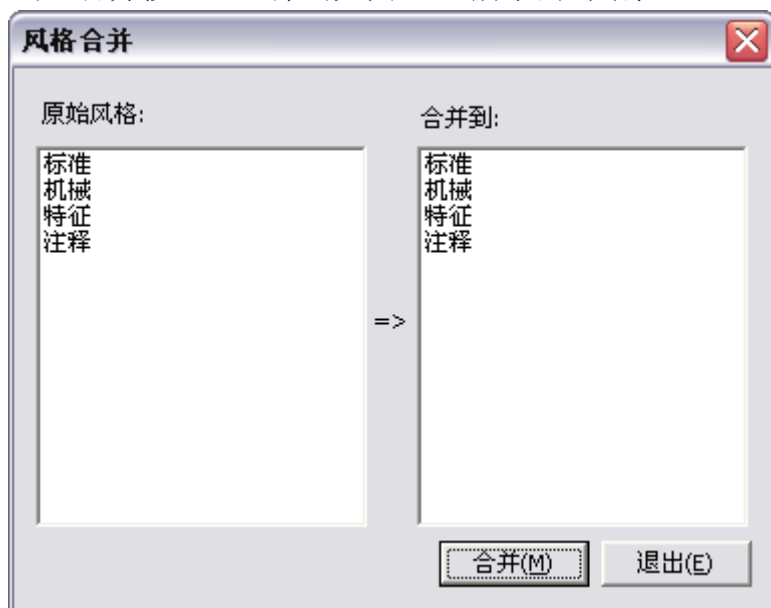 风格合并
原始风格:
合并到:
标准
机械
特征
注释
=>
标准
机械
特征
注释
合并(M)
退出(E)